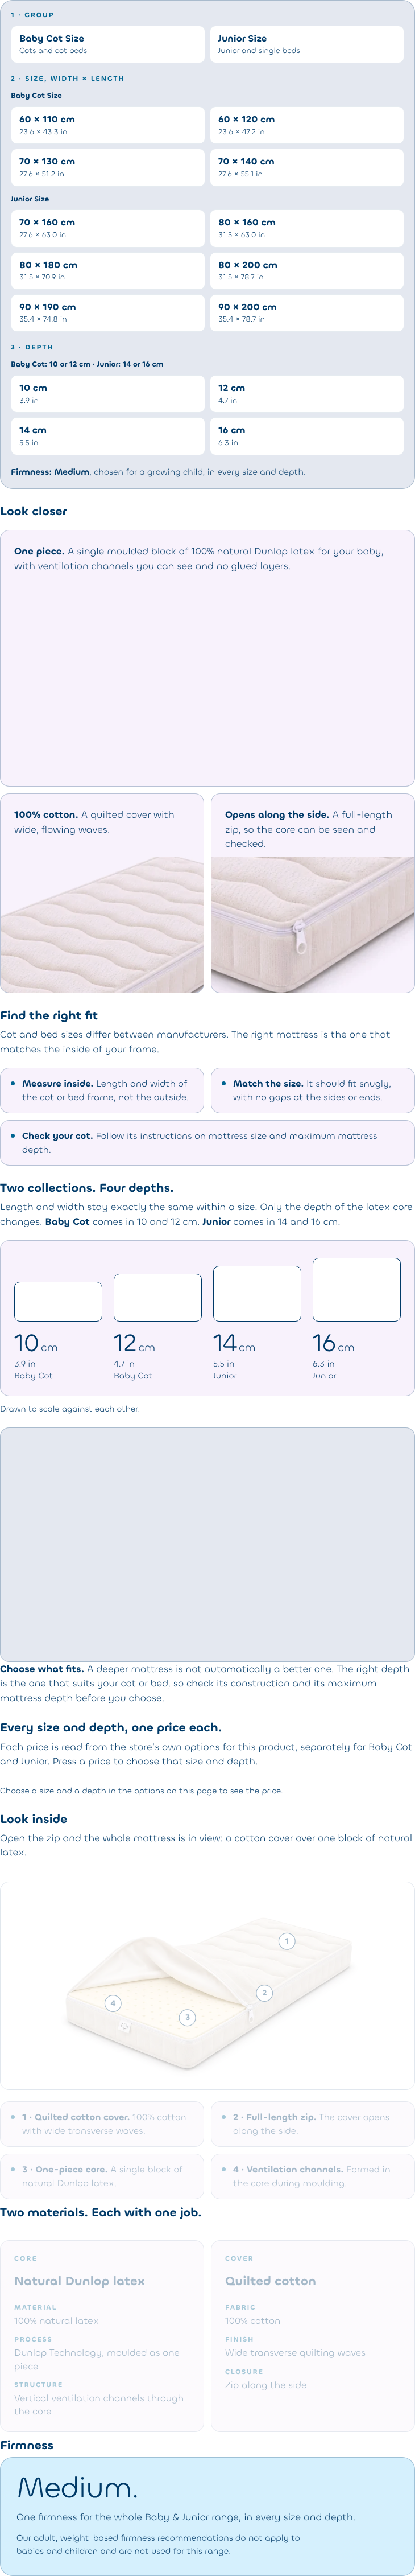 1 · GROUP
Baby Cot Size
Cots and cot beds
Junior Size
Junior and single beds
2 · SIZE, WIDTH × LENGTH
Baby Cot Size
60 × 110 cm
23.6 × 43.3 in
60 × 120 cm
23.6 × 47.2 in
70 × 130 cm
27.6 × 51.2 in
70 × 140 cm
27.6 × 55.1 in
Junior Size
70 × 160 cm
27.6 × 63.0 in
80 × 160 cm
31.5 × 63.0 in
80 × 180 cm
31.5 × 70.9 in
80 × 200 cm
31.5 × 78.7 in
90 × 190 cm
35.4 × 74.8 in
90 × 200 cm
35.4 × 78.7 in
3 · DEPTH
Baby Cot: 10 or 12 cm · Junior: 14 or 16 cm
10 cm
3.9 in
12 cm
4.7 in
14 cm
5.5 in
16 cm
6.3 in
Firmness: Medium, chosen for a growing child, in every size and depth.
Look closer
One piece. A single moulded block of 100% natural Dunlop latex for your baby,
with ventilation channels you can see and no glued layers.
100% cotton. A quilted cover with
wide, flowing waves.
Opens along the side. A full-length
zip, so the core can be seen and
checked.
Find the right fit
Cot and bed sizes differ between manufacturers. The right mattress is the one that
matches the inside of your frame.
Measure inside. Length and width of
the cot or bed frame, not the outside.
Match the size. It should fit snugly,
with no gaps at the sides or ends.
Check your cot. Follow its instructions on mattress size and maximum mattress
depth.
Two collections. Four depths.
Length and width stay exactly the same within a size. Only the depth of the latex core
changes. Baby Cot comes in 10 and 12 cm. Junior comes in 14 and 16 cm.
10 cm
3.9 in
Baby Cot
12 cm
4.7 in
Baby Cot
14 cm
5.5 in
Junior
16 cm
6.3 in
Junior
Drawn to scale against each other.
Choose what fits. A deeper mattress is not automatically a better one. The right depth
is the one that suits your cot or bed, so check its construction and its maximum
mattress depth before you choose.
Every size and depth, one price each.
Each price is read from the store's own options for this product, separately for Baby Cot
and Junior. Press a price to choose that size and depth.
Choose a size and a depth in the options on this page to see the price.
Look inside
Open the zip and the whole mattress is in view: a cotton cover over one block of natural
latex.
1
2
3
4
1 · Quilted cotton cover. 100% cotton
with wide transverse waves.
2 · Full-length zip. The cover opens
along the side.
3 · One-piece core. A single block of
natural Dunlop latex.
4 · Ventilation channels. Formed in
the core during moulding.
Two materials. Each with one job.
CORE
Natural Dunlop latex
MATERIAL
100% natural latex
PROCESS
Dunlop Technology, moulded as one
piece
STRUCTURE
Vertical ventilation channels through
the core
COVER
Quilted cotton
FABRIC
100% cotton
FINISH
Wide transverse quilting waves
CLOSURE
Zip along the side
Firmness
Medium.
One firmness for the whole Baby & Junior range, in every size and depth.
Our adult, weight-based firmness recommendations do not apply to
babies and children and are not used for this range.